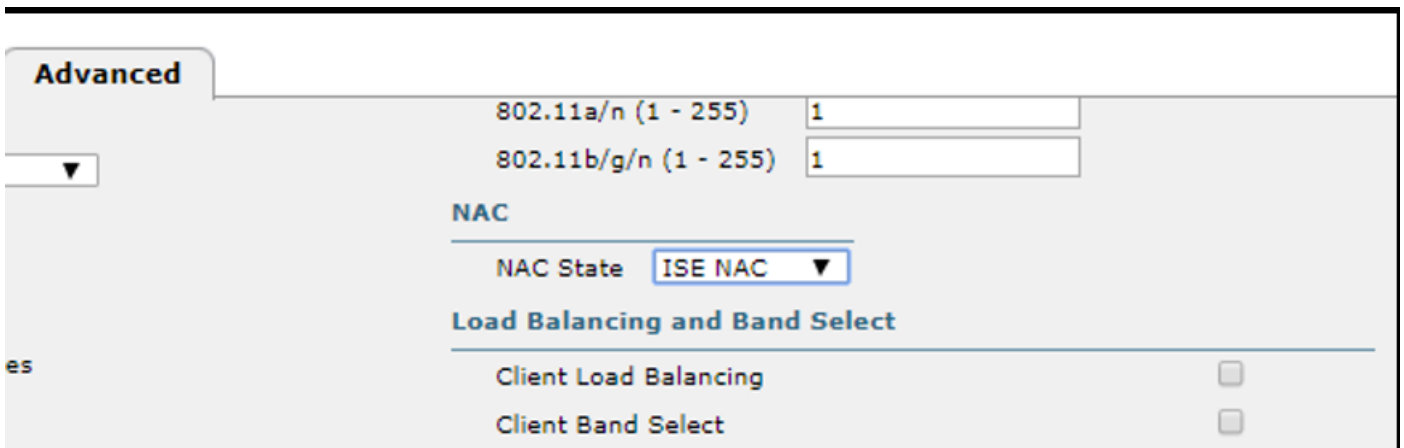 Advanced
802.11a/n (1 - 255) 1
802.11b/g/n (1 - 255) 1
NAC
NAC State ISE NAC
Load Balancing and Band Select
es
Client Load Balancing
Client Band Select